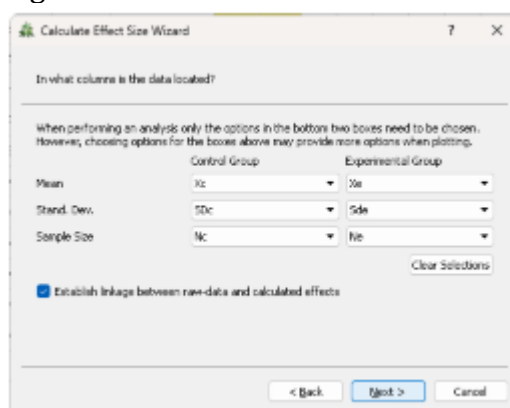 Calculate Effect Size Wizard ? ×
In what columns is the data located?
When performing an analysis only the options in the bottom two boxes need to be chosen.
However, choosing options for the boxes above may provide more options when plotting.
Control Group Experimental Group
Mean Xc Xe
Stand. Dev. SDc Sde
Sample Size Nc Ne
Clear Selections
Establish linkage between raw-data and calculated effects
< Back Next > Cancel